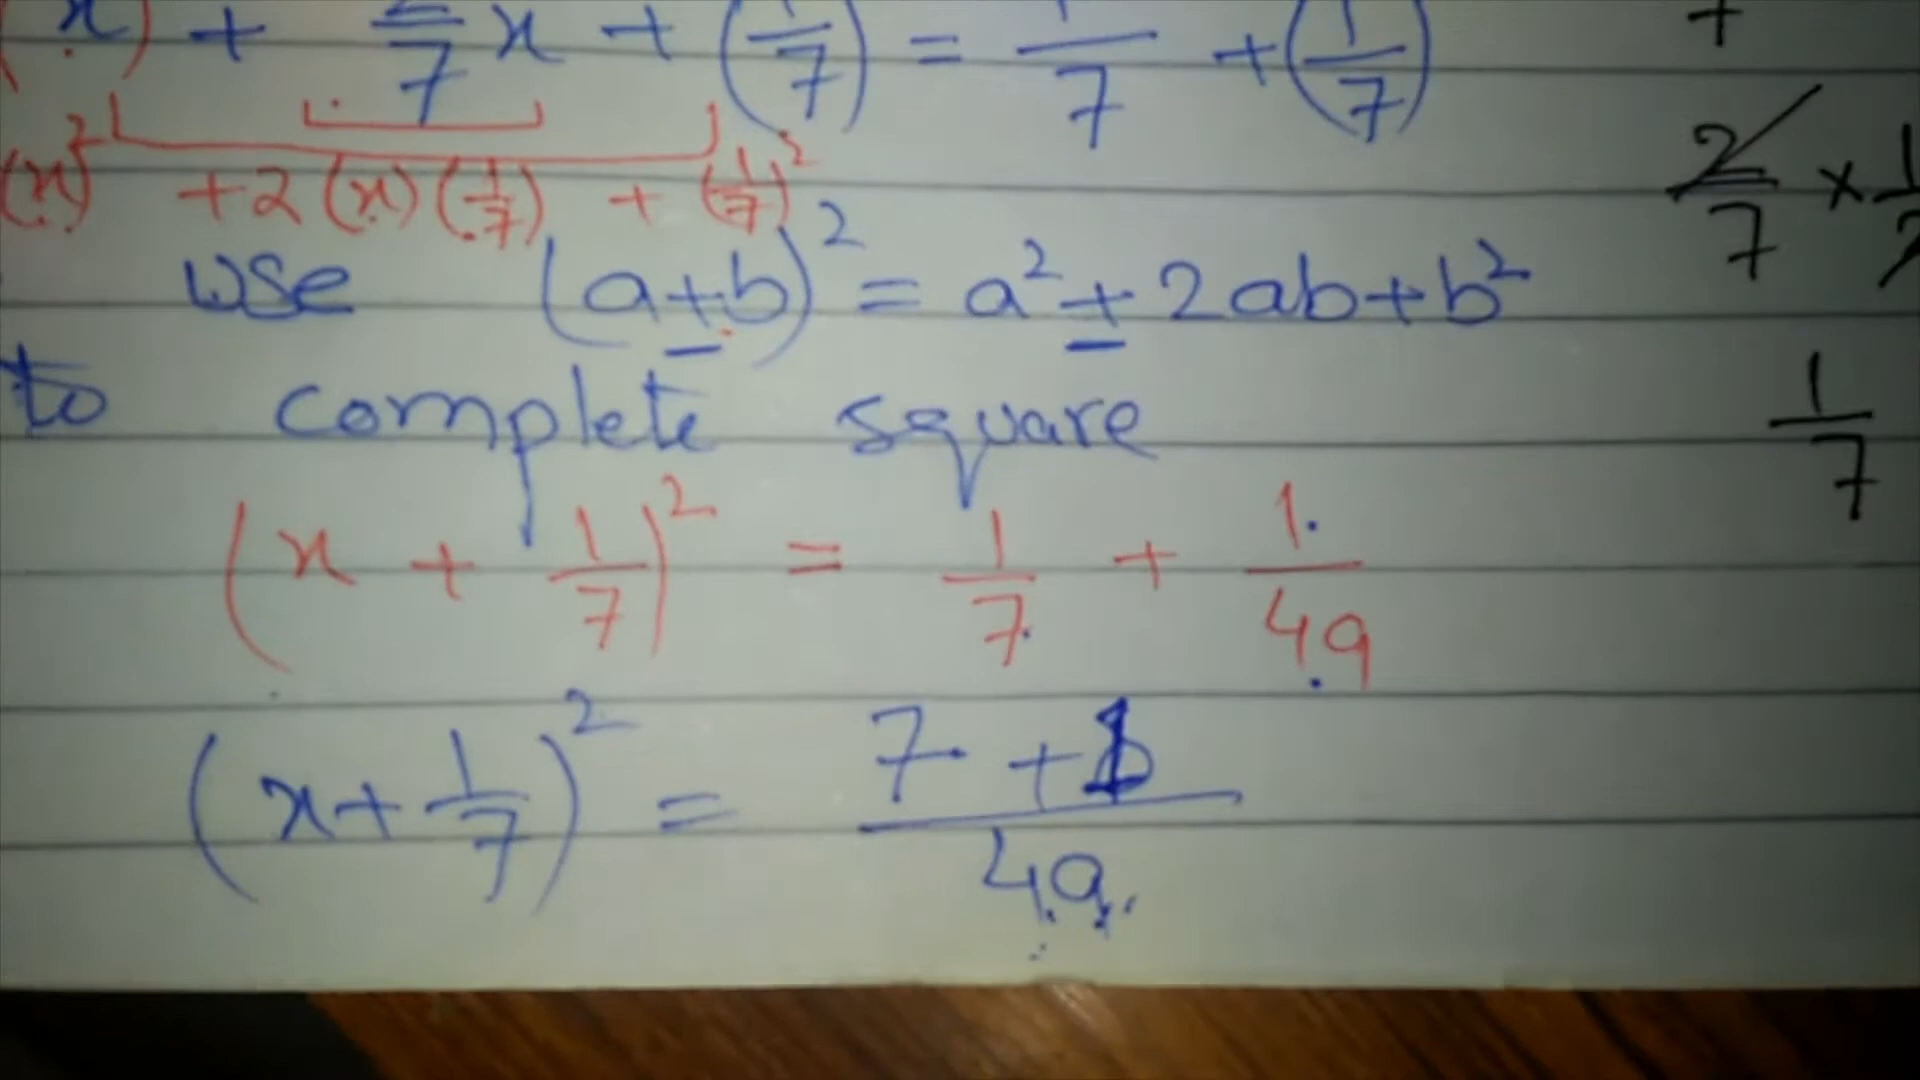 (x) + 2/7 x + (1/7) = 1/7 + (1/7)
(x)² + 2(x)(1/7) + (1/7)²
use (a+b)² = a² + 2ab + b²
to complete square
(x + 1/7)² = 1/7 + 1/49
(x + 1/7)² = 7 + 1/49
+
2/7 × 1/2
1/7